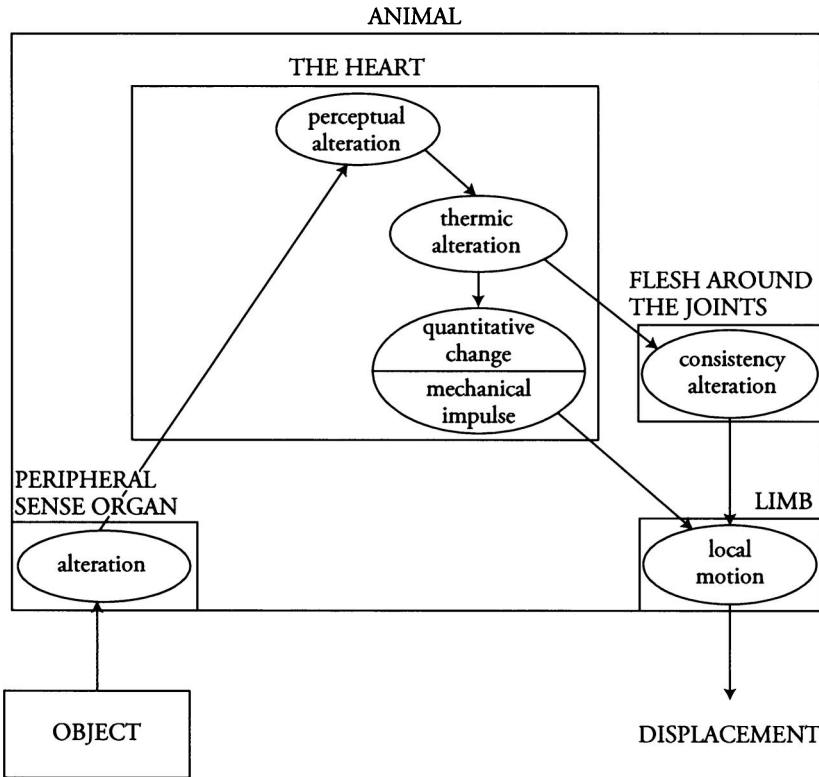 ANIMAL
THE HEART
perceptual
alteration
thermic
alteration
quantitative
change
mechanical
impulse
FLESH AROUND
THE JOINTS
consistency
alteration
PERIPHERAL
SENSE ORGAN
alteration
LIMB
local
motion
OBJECT
DISPLACEMENT